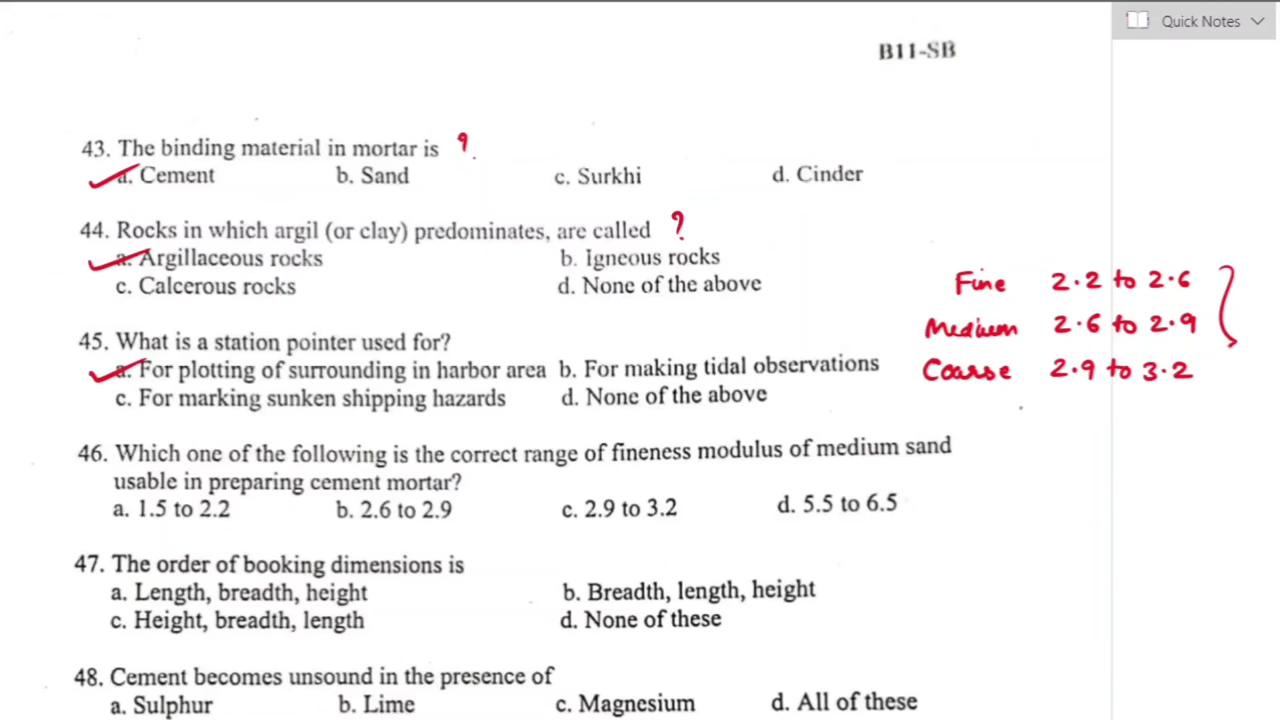 Quick Notes
B11-SB
43. The binding material in mortar is ?
a. Cement b. Sand c. Surkhi d. Cinder
44. Rocks in which argil (or clay) predominates, are called ?
a. Argillaceous rocks b. Igneous rocks
c. Calcerous rocks d. None of the above
Fine 2.2 to 2.6
Medium 2.6 to 2.9
Coarse 2.9 to 3.2
45. What is a station pointer used for?
a. For plotting of surrounding in harbor area b. For making tidal observations
c. For marking sunken shipping hazards d. None of the above
46. Which one of the following is the correct range of fineness modulus of medium sand
usable in preparing cement mortar?
a. 1.5 to 2.2 b. 2.6 to 2.9 c. 2.9 to 3.2 d. 5.5 to 6.5
47. The order of booking dimensions is
a. Length, breadth, height b. Breadth, length, height
c. Height, breadth, length d. None of these
48. Cement becomes unsound in the presence of
a. Sulphur b. Lime c. Magnesium d. All of these